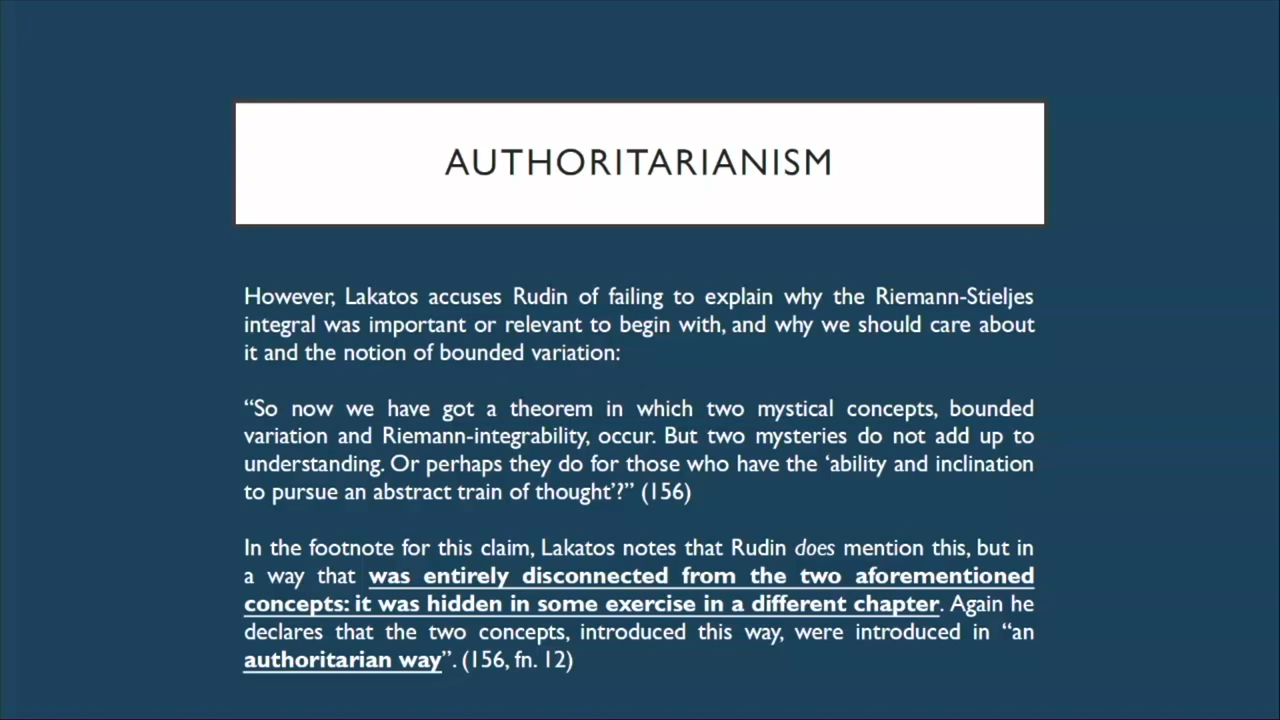 AUTHORITARIANISM
However, Lakatos accuses Rudin of failing to explain why the Riemann-Stieljes
integral was important or relevant to begin with, and why we should care about
it and the notion of bounded variation:
“So now we have got a theorem in which two mystical concepts, bounded
variation and Riemann-integrability, occur. But two mysteries do not add up to
understanding. Or perhaps they do for those who have the ‘ability and inclination
to pursue an abstract train of thought’?” (156)
In the footnote for this claim, Lakatos notes that Rudin does mention this, but in
a way that was entirely disconnected from the two aforementioned
concepts: it was hidden in some exercise in a different chapter. Again he
declares that the two concepts, introduced this way, were introduced in “an
authoritarian way”. (156, fn. 12)